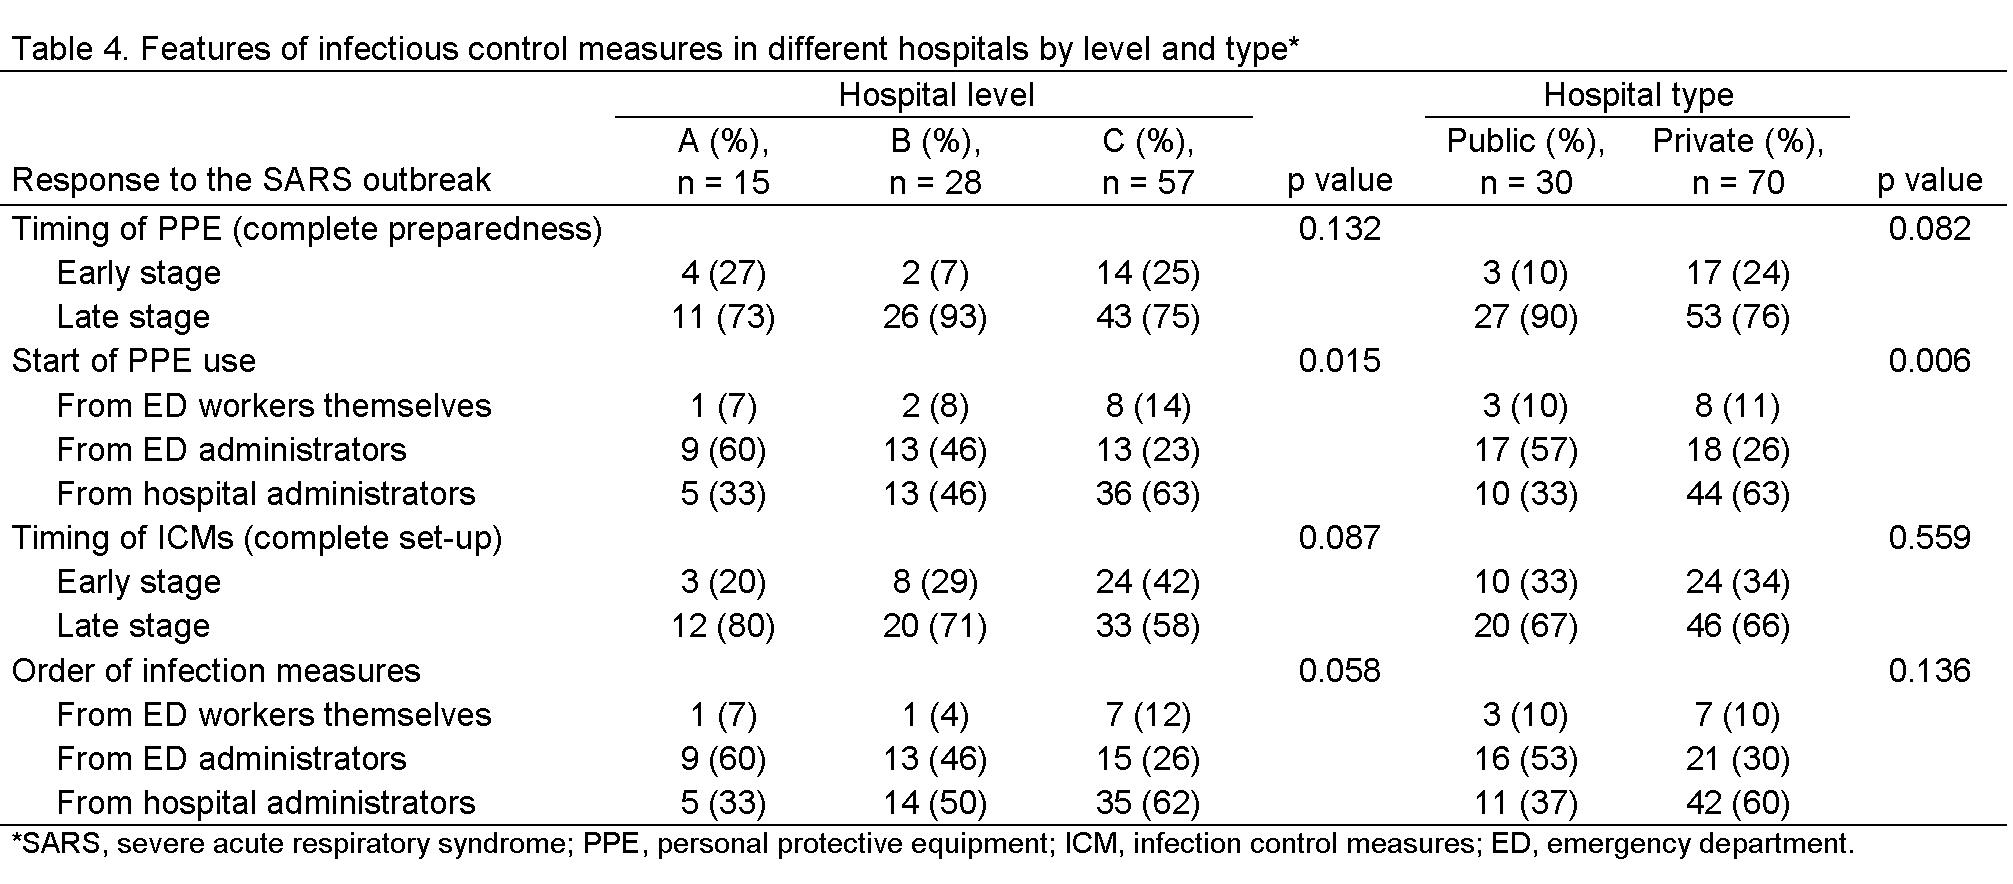 Table 4. Features of infectious control measures in different hospitals by level and type*
Hospital level Hospital type
A (%), B (%), C (%), Public (%), Private (%),
Response to the SARS outbreak n = 15 n = 28 n = 57 p value n = 30 n = 70 p value
Timing of PPE (complete preparedness) 0.132 0.082
Early stage 4 (27) 2 (7) 14 (25) 3 (10) 17 (24)
Late stage 11 (73) 26 (93) 43 (75) 27 (90) 53 (76)
Start of PPE use 0.015 0.006
From ED workers themselves 1 (7) 2 (8) 8 (14) 3 (10) 8 (11)
From ED administrators 9 (60) 13 (46) 13 (23) 17 (57) 18 (26)
From hospital administrators 5 (33) 13 (46) 36 (63) 10 (33) 44 (63)
Timing of ICMs (complete set-up) 0.087 0.559
Early stage 3 (20) 8 (29) 24 (42) 10 (33) 24 (34)
Late stage 12 (80) 20 (71) 33 (58) 20 (67) 46 (66)
Order of infection measures 0.058 0.136
From ED workers themselves 1 (7) 1 (4) 7 (12) 3 (10) 7 (10)
From ED administrators 9 (60) 13 (46) 15 (26) 16 (53) 21 (30)
From hospital administrators 5 (33) 14 (50) 35 (62) 11 (37) 42 (60)
*SARS, severe acute respiratory syndrome; PPE, personal protective equipment; ICM, infection control measures; ED, emergency department.